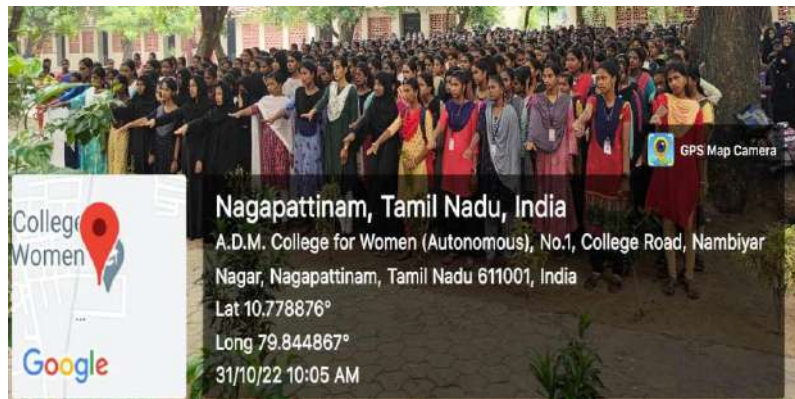 GPS Map Camera
College
Women
Google
Nagapattinam, Tamil Nadu, India
A.D.M. College for Women (Autonomous), No.1, College Road, Nambiyar
Nagar, Nagapattinam, Tamil Nadu 611001, India
Lat 10.778876°
Long 79.844867°
31/10/22 10:05 AM